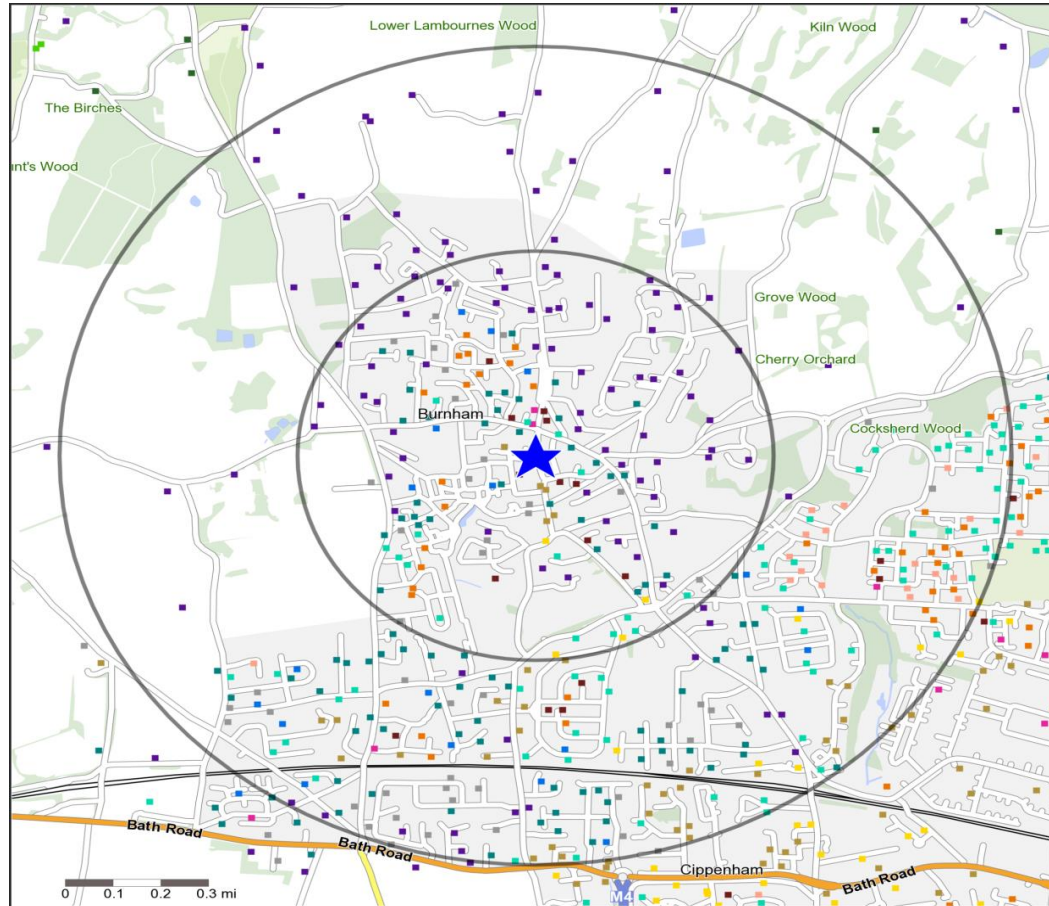 Lower Lambournes Wood
Kiln Wood
The Birches
unt's Wood
Grove Wood
Cherry Orchard
Burnham
Cocksherd Wood
Bath Road
Bath Road
Cippenham
Bath Road
M4
0 0.1 0.2 0.3 mi